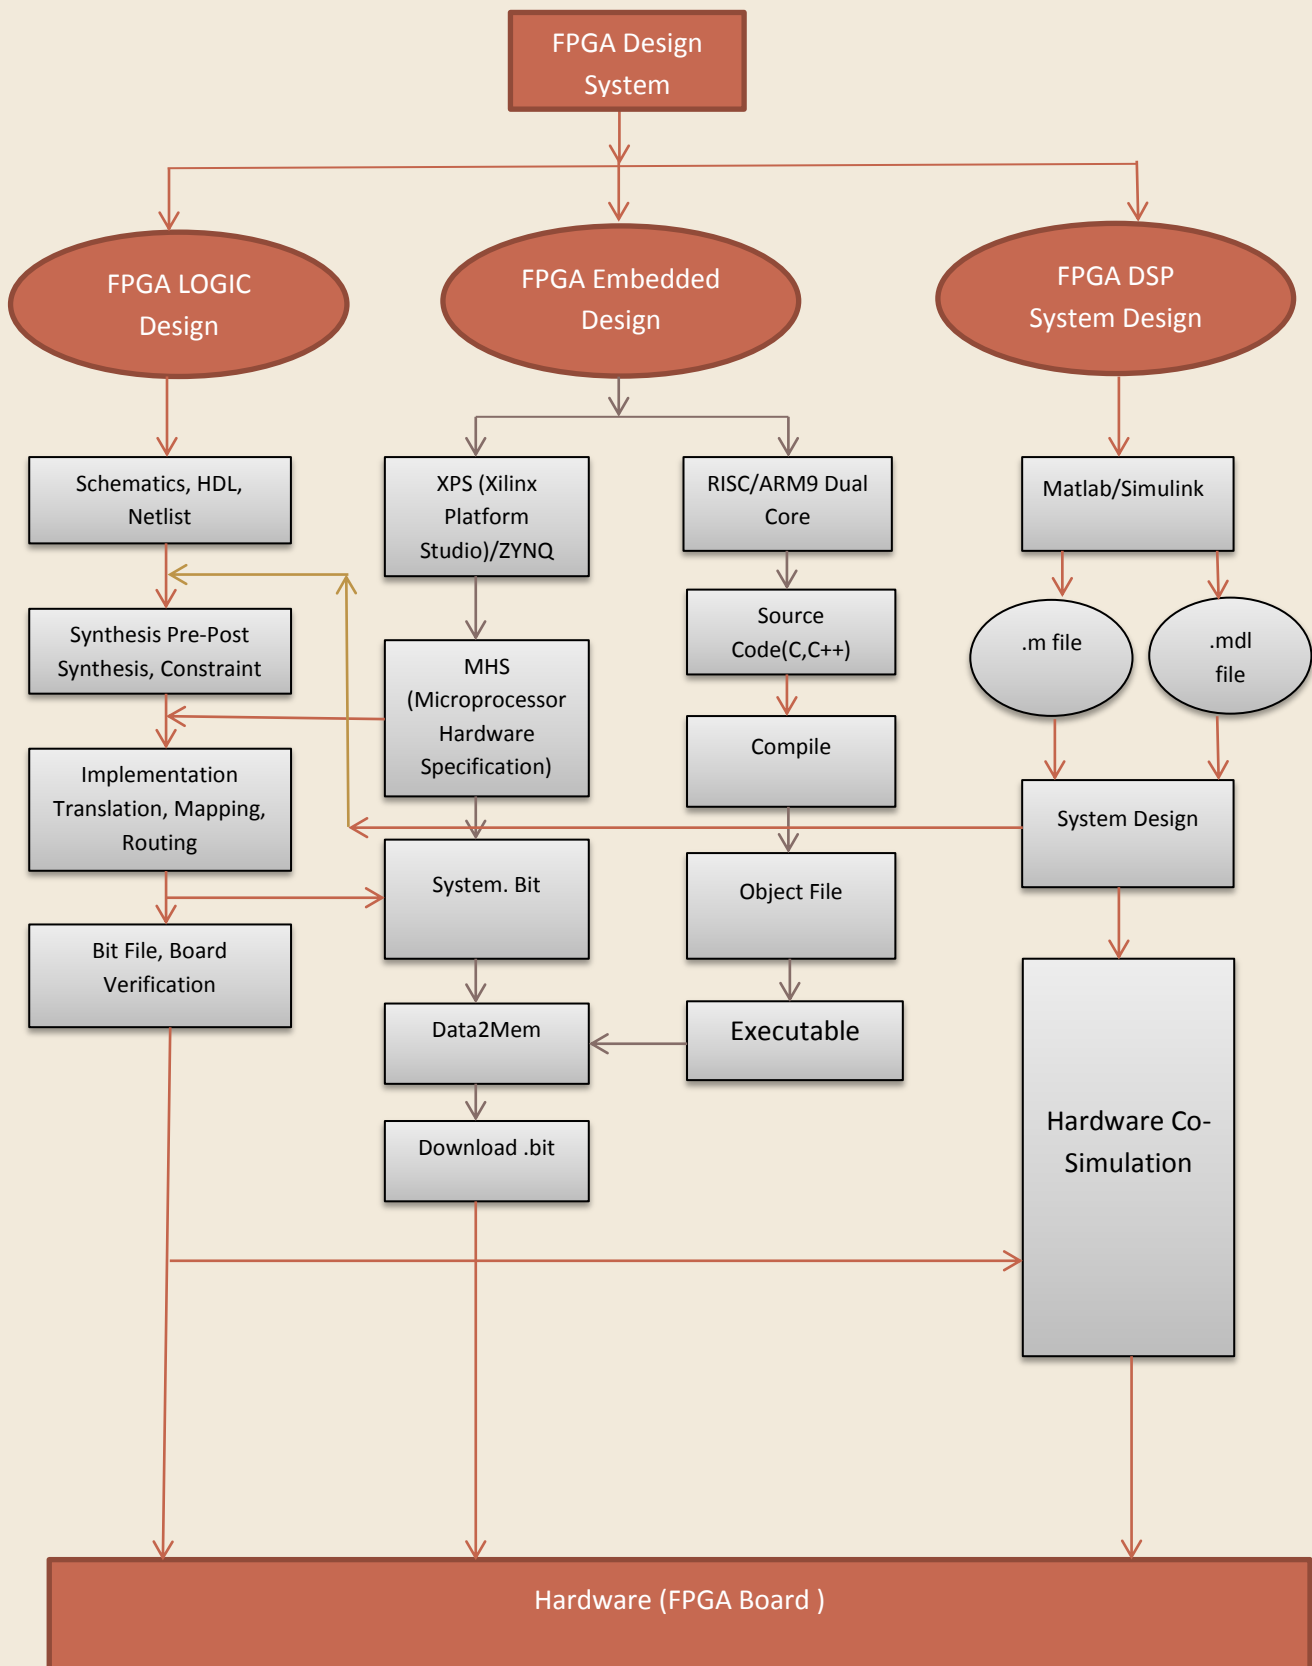 FPGA Design
System
FPGA LOGIC
Design
FPGA Embedded
Design
FPGA DSP
System Design
Schematics, HDL,
Netlist
XPS (Xilinx
Platform
Studio)/ZYNQ
RISC/ARM9 Dual
Core
Matlab/Simulink
Synthesis Pre-Post
Synthesis, Constraint
MHS
(Microprocessor
Hardware
Specification)
Source
Code(C,C++)
.m file
.mdl
file
Implementation
Translation, Mapping,
Routing
Compile
System Design
System. Bit
Object File
Bit File, Board
Verification
Data2Mem
Executable
Download .bit
Hardware Co-
Simulation
Hardware (FPGA Board )